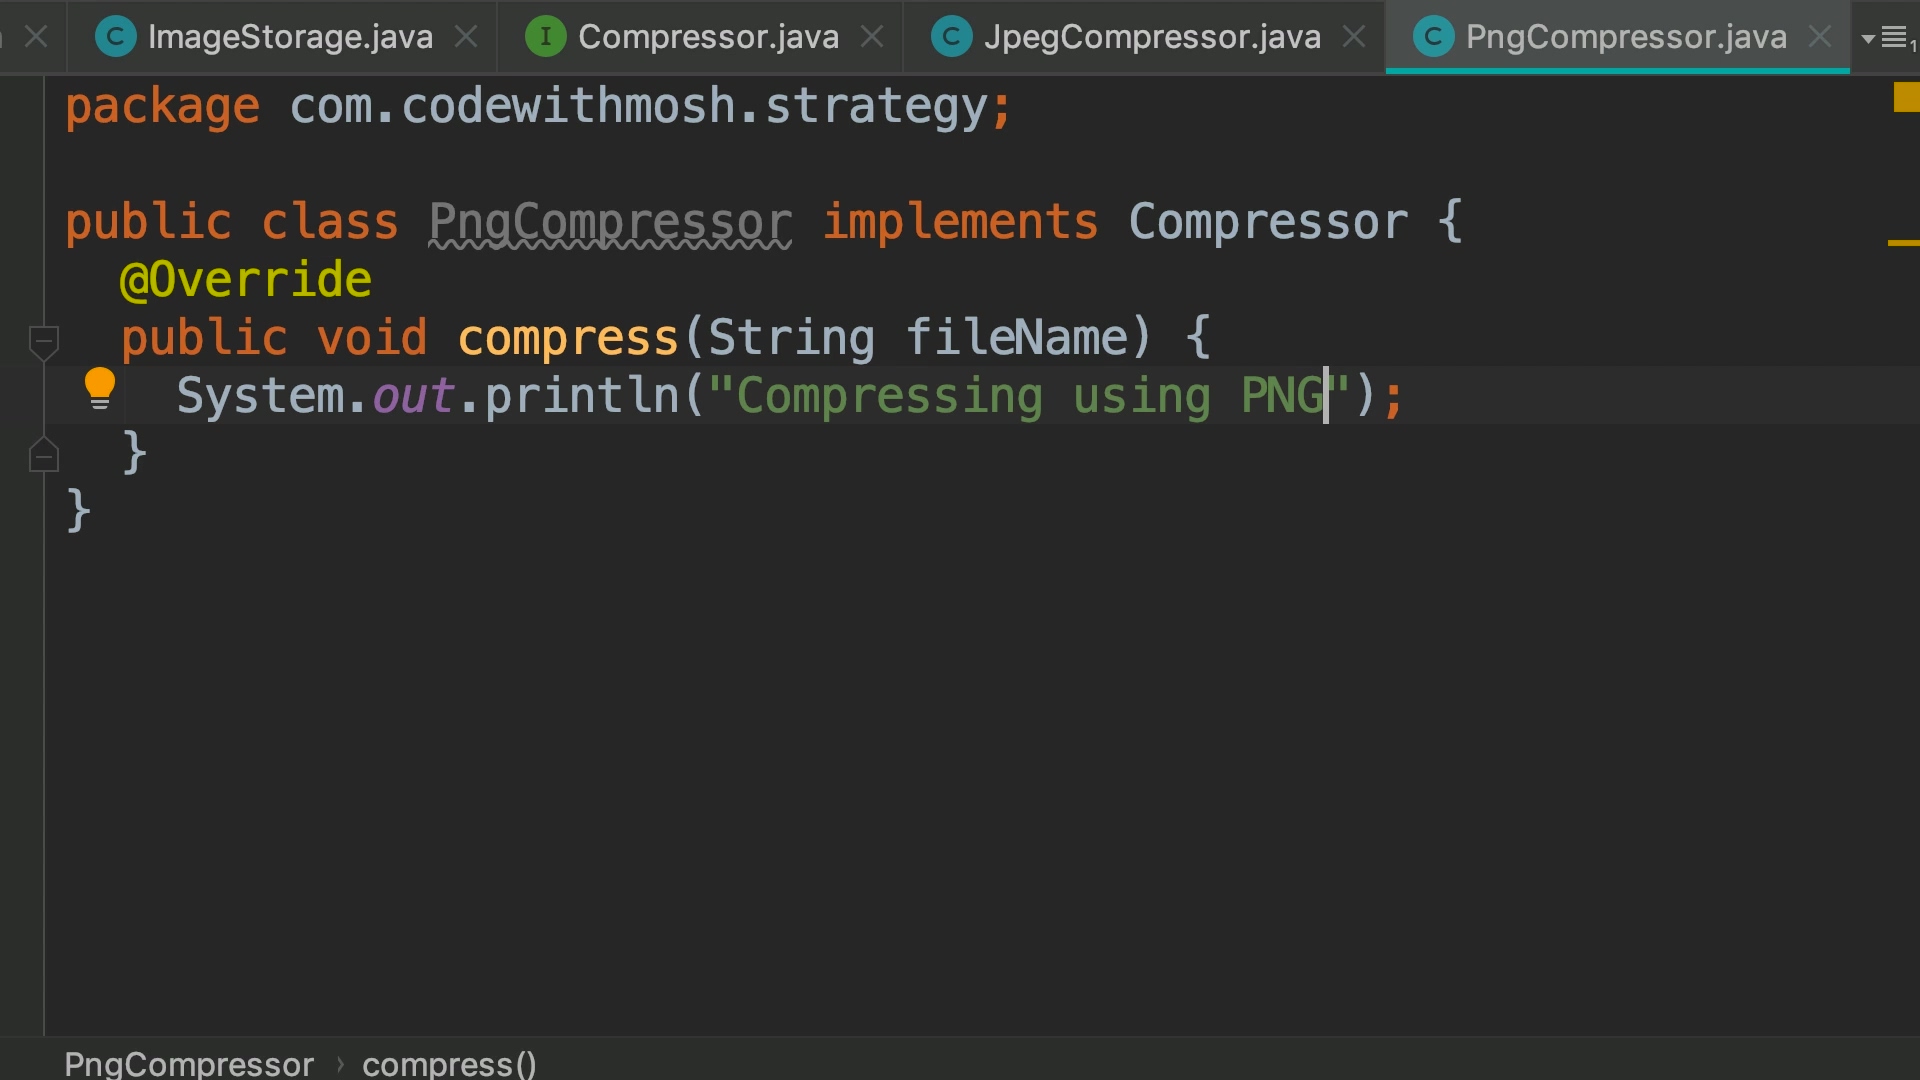 ImageStorage.java Compressor.java JpegCompressor.java PngCompressor.java
package com.codewithmosh.strategy;
public class PngCompressor implements Compressor {
@Override
public void compress(String fileName) {
System.out.println("Compressing using PNG");
}
}
PngCompressor › compress()